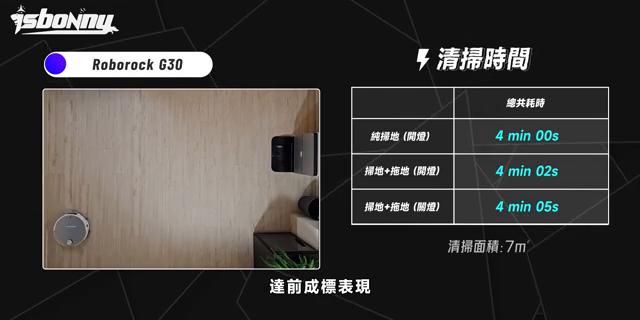 isbonny
Roborock G30
清掃時間
總共耗時
純掃地 (開燈)
4 min 00s
掃地+拖地 (開燈)
4 min 02s
掃地+拖地 (關燈)
4 min 05s
清掃面積: 7㎡
達前成標表現